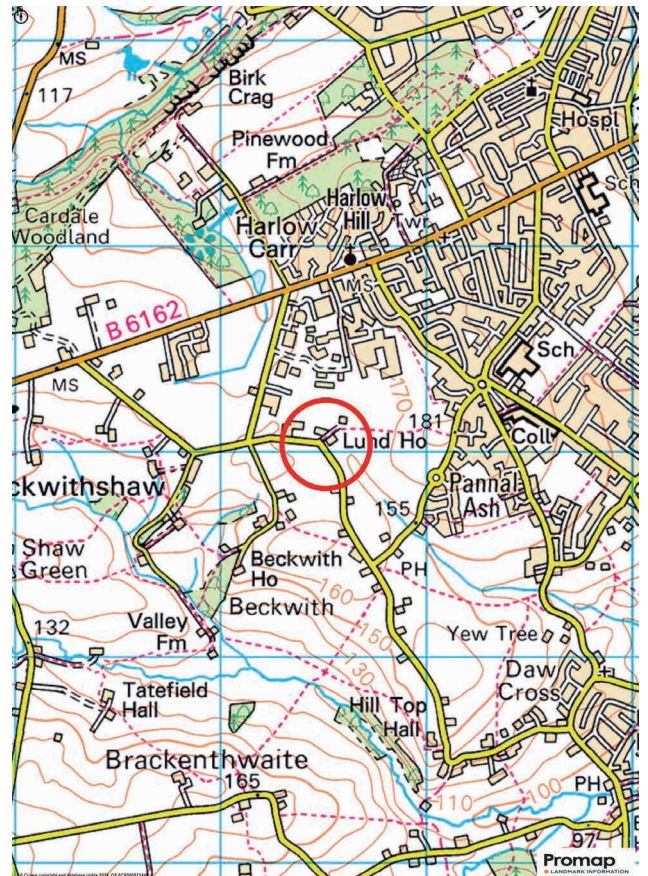 Oak
MS
117
Birk
Crag
Pinewood
Fm
Hospl
Sch
Harlow
Hill
Twr
Cardale
Woodland
Harlow
Carr
MS
B 6162
Sch
MS
170
181
Lund Ho
Coll
ckwithshaw
Pannal
Ash
155
Shaw
Green
Beckwith
Ho
PH
160
Beckwith
150
132
Valley
Fm
130
Yew Tree
Daw
Cross
Tatefield
Hall
Hill Top
Hall
Brackenthwaite
165
110
100
PH
97
Promap
LANDMARK INFORMATION